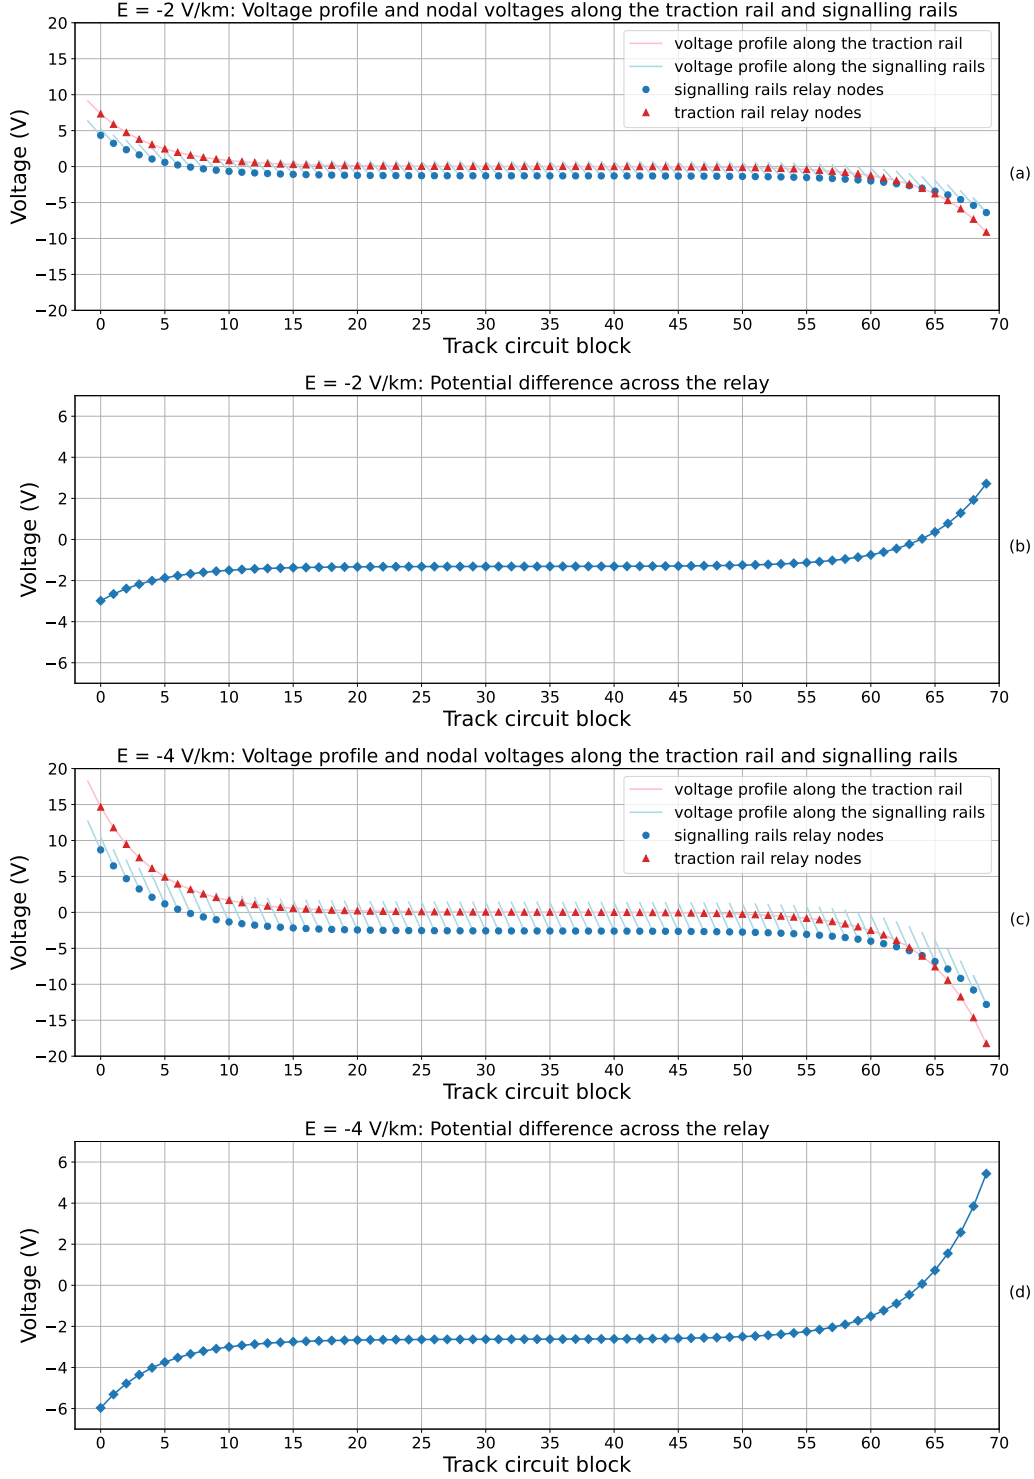 E = -2 V/km: Voltage profile and nodal voltages along the traction rail and signalling rails
20
15
10
5
0
−5
−10
−15
−20
Voltage (V)
voltage profile along the traction rail
voltage profile along the signalling rails
signalling rails relay nodes
traction rail relay nodes
(a)
0 5 10 15 20 25 30 35 40 45 50 55 60 65 70
Track circuit block
E = -2 V/km: Potential difference across the relay
6
4
2
0
−2
−4
−6
Voltage (V)
(b)
0 5 10 15 20 25 30 35 40 45 50 55 60 65 70
Track circuit block
E = -4 V/km: Voltage profile and nodal voltages along the traction rail and signalling rails
20
15
10
5
0
−5
−10
−15
−20
Voltage (V)
voltage profile along the traction rail
voltage profile along the signalling rails
signalling rails relay nodes
traction rail relay nodes
(c)
0 5 10 15 20 25 30 35 40 45 50 55 60 65 70
Track circuit block
E = -4 V/km: Potential difference across the relay
6
4
2
0
−2
−4
−6
Voltage (V)
(d)
0 5 10 15 20 25 30 35 40 45 50 55 60 65 70
Track circuit block